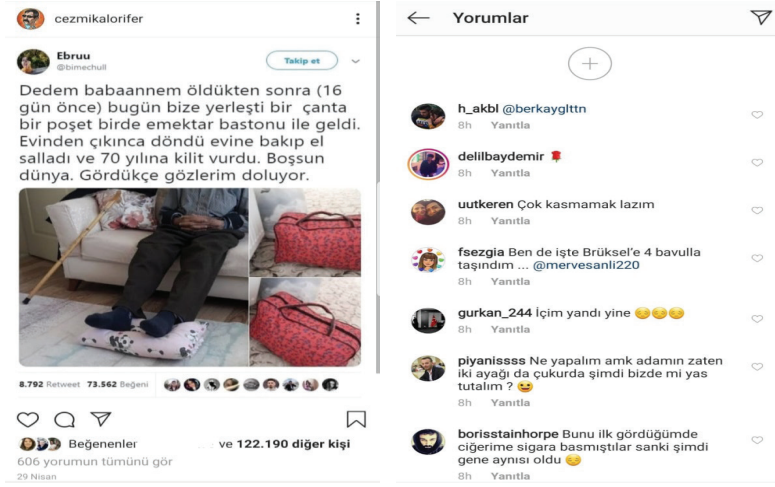 cezmikalorifer
Ebruu
@bimechull
Takip et
Dedem babaannem öldükten sonra (16
gün önce) bugün bize yerleşti bir çanta
bir poşet birde emektar bastonu ile geldi.
Evinden çıkınca döndü evine bakıp el
salladı ve 70 yılına kilit vurdu. Boşsun
dünya. Gördükçe gözlerim doluyor.
8.792 Retweet 73.562 Beğeni
Beğenenler ve 122.190 diğer kişi
606 yorumun tümünü gör
29 Nisan
Yorumlar
h_akbl @berkayglttn
8h Yanıtla
delilbaydemir
8h Yanıtla
uutkeren Çok kasmamak lazım
8h Yanıtla
fsezgia Ben de işte Brüksel'e 4 bavulla
taşındım ... @mervesanli220
8h Yanıtla
gurkan_244 İçim yandı yine 😔😔😔
8h Yanıtla
piyanissss Ne yapalım amk adamın zaten
iki ayağı da çukurda şimdi bizde mi yas
tutalım ? 😉
8h Yanıtla
borisstainhorpe Bunu ilk gördüğümde
ciğerime sigara basmıştılar sanki şimdi
gene aynısı oldu 😔
8h Yanıtla